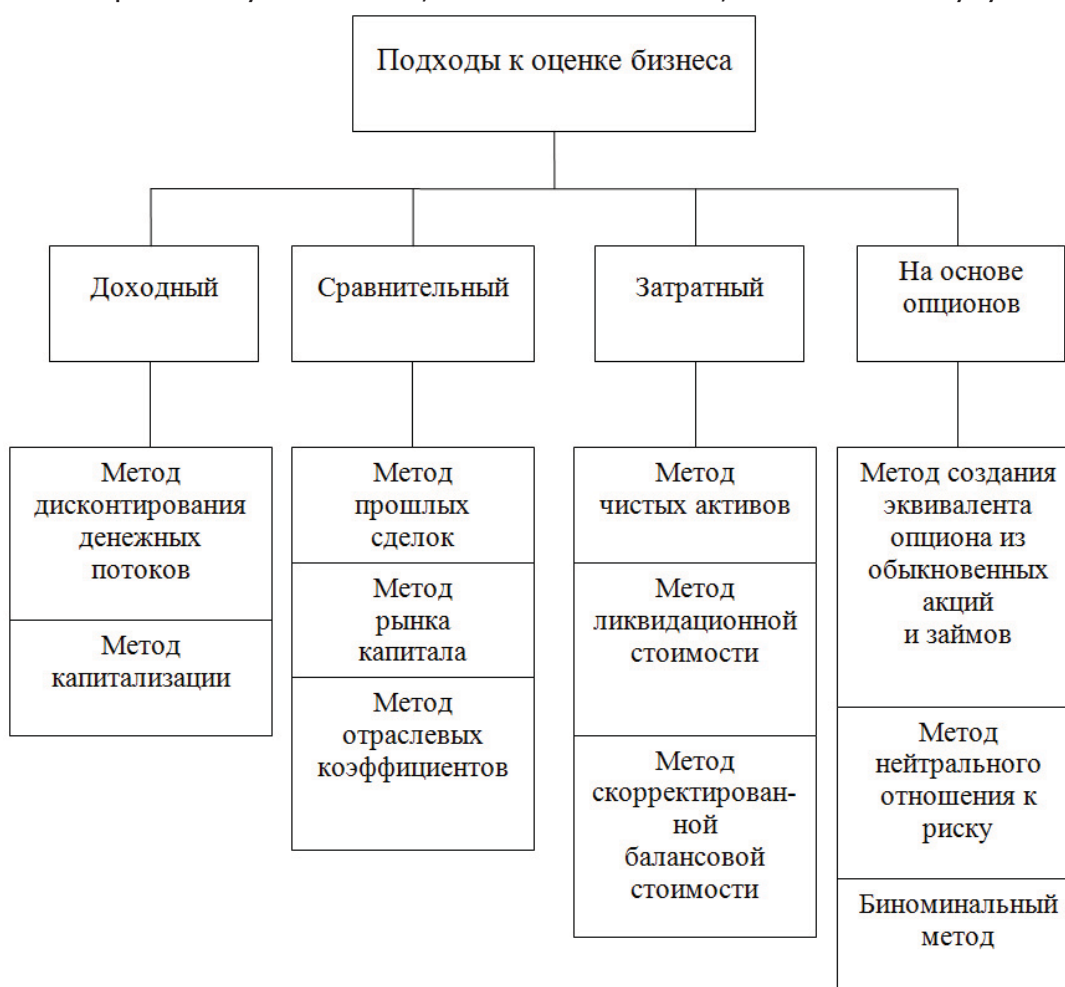 Подходы к оценке бизнеса
Доходный
Сравнительный
Затратный
На основе
опционов
Метод
дисконтирования
денежных
потоков
Метод
капитализации
Метод
прошлых
сделок
Метод
рынка
капитала
Метод
отраслевых
коэффициентов
Метод
чистых активов
Метод
ликвидационной
стоимости
Метод
скорректирован-
ной
балансовой
стоимости
Метод создания
эквивалента
опциона из
обыкновенных
акций
и займов
Метод
нейтрального
отношения к
риску
Биноминальный
метод